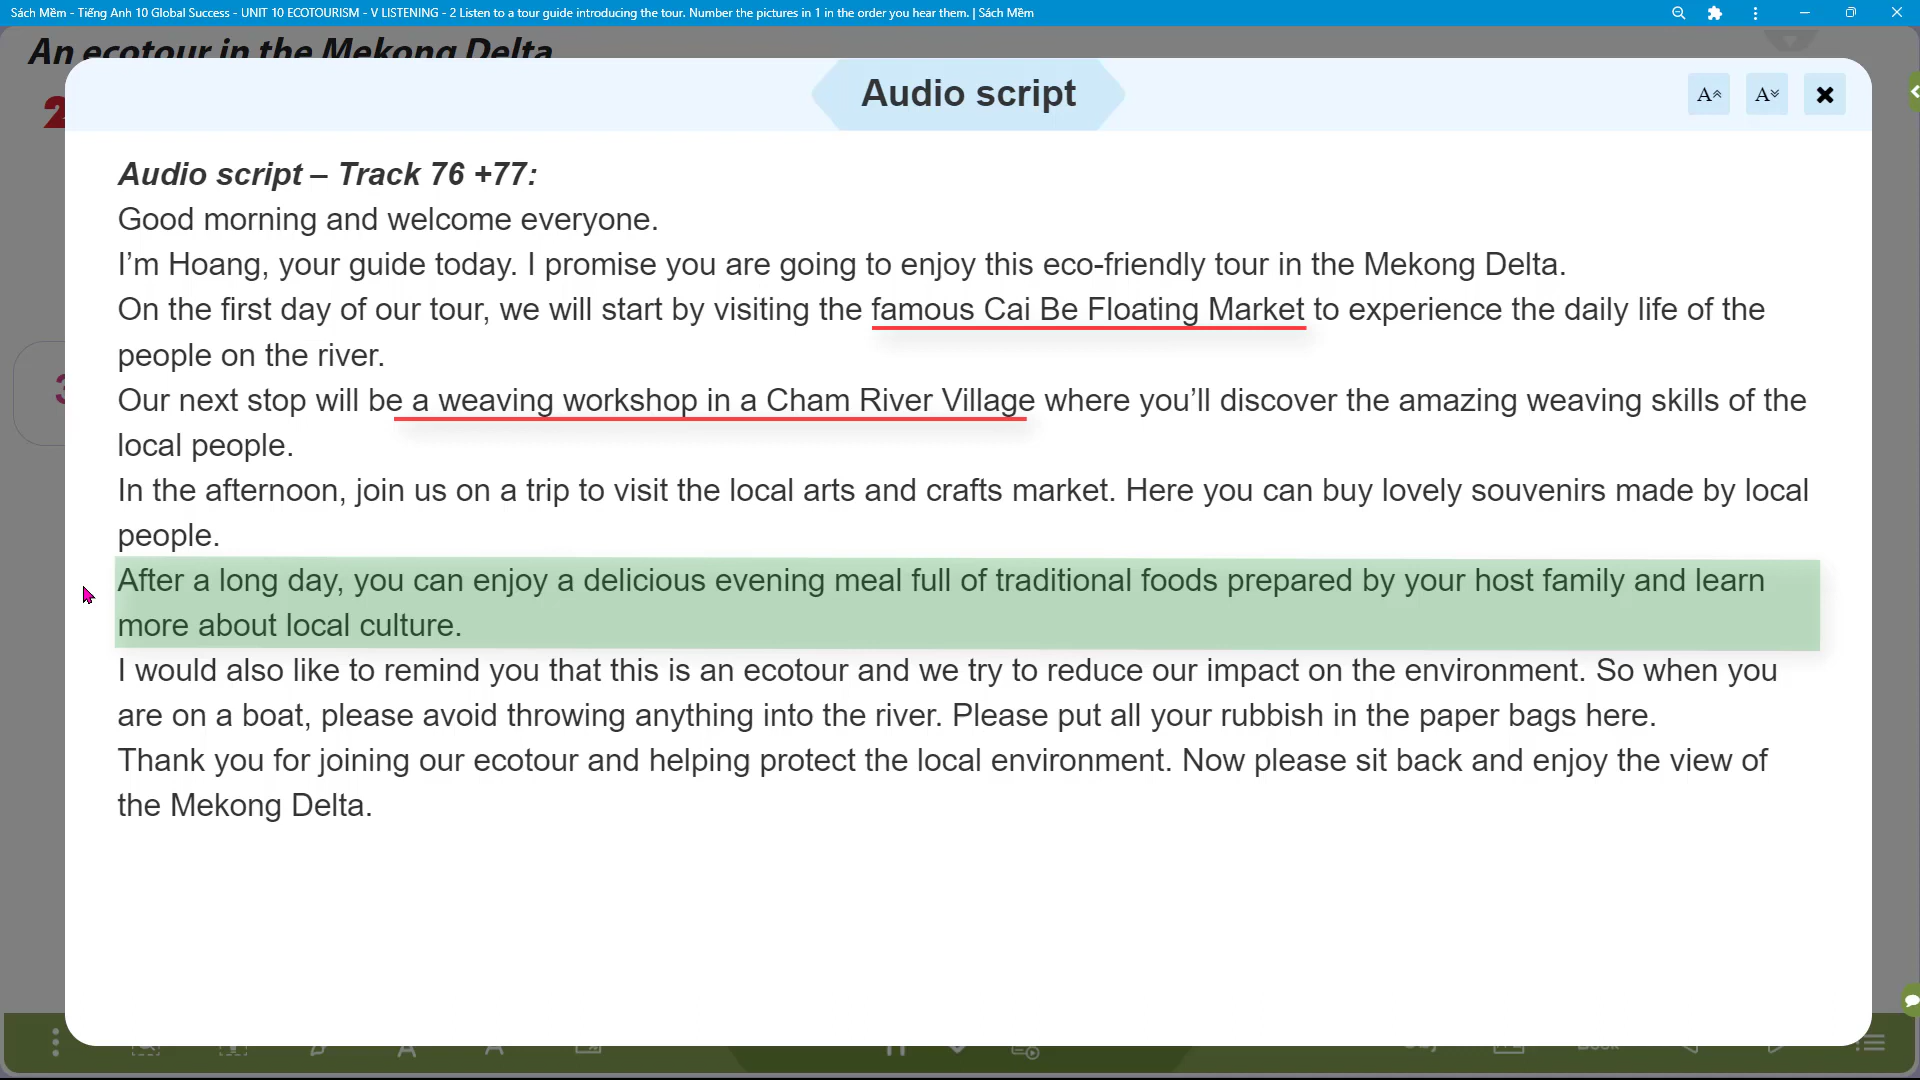 Sách Mềm - Tiếng Anh 10 Global Success - UNIT 10 ECOTOURISM - V LISTENING - 2 Listen to a tour guide introducing the tour. Number the pictures in 1 in the order you hear them. | Sách Mềm
An ecotour in the Mekong Delta
2
Audio script
A A
Audio script – Track 76 +77:
Good morning and welcome everyone.
I’m Hoang, your guide today. I promise you are going to enjoy this eco-friendly tour in the Mekong Delta.
On the first day of our tour, we will start by visiting the famous Cai Be Floating Market to experience the daily life of the
people on the river.
Our next stop will be a weaving workshop in a Cham River Village where you’ll discover the amazing weaving skills of the
local people.
In the afternoon, join us on a trip to visit the local arts and crafts market. Here you can buy lovely souvenirs made by local
people.
After a long day, you can enjoy a delicious evening meal full of traditional foods prepared by your host family and learn
more about local culture.
I would also like to remind you that this is an ecotour and we try to reduce our impact on the environment. So when you
are on a boat, please avoid throwing anything into the river. Please put all your rubbish in the paper bags here.
Thank you for joining our ecotour and helping protect the local environment. Now please sit back and enjoy the view of
the Mekong Delta.